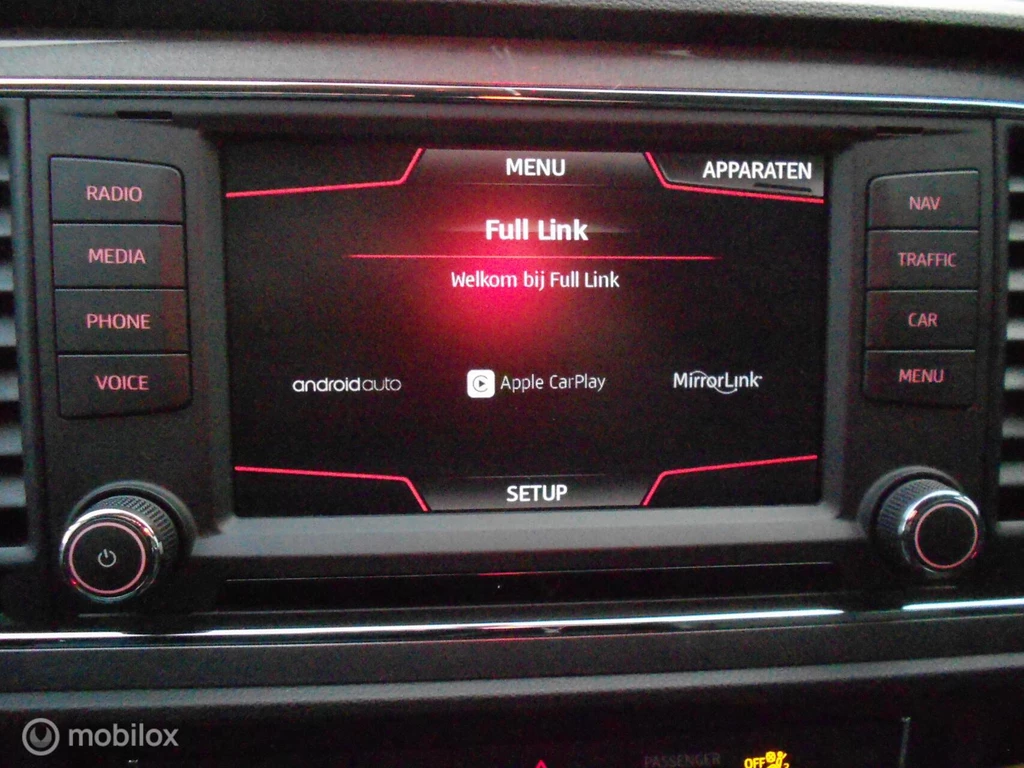 RADIO
MEDIA
PHONE
VOICE
MENU
APPARATEN
Full Link
Welkom bij Full Link
androidauto
Apple CarPlay
MirrorLink
SETUP
NAV
TRAFFIC
CAR
MENU
PASSENGER
OFF
mobilox